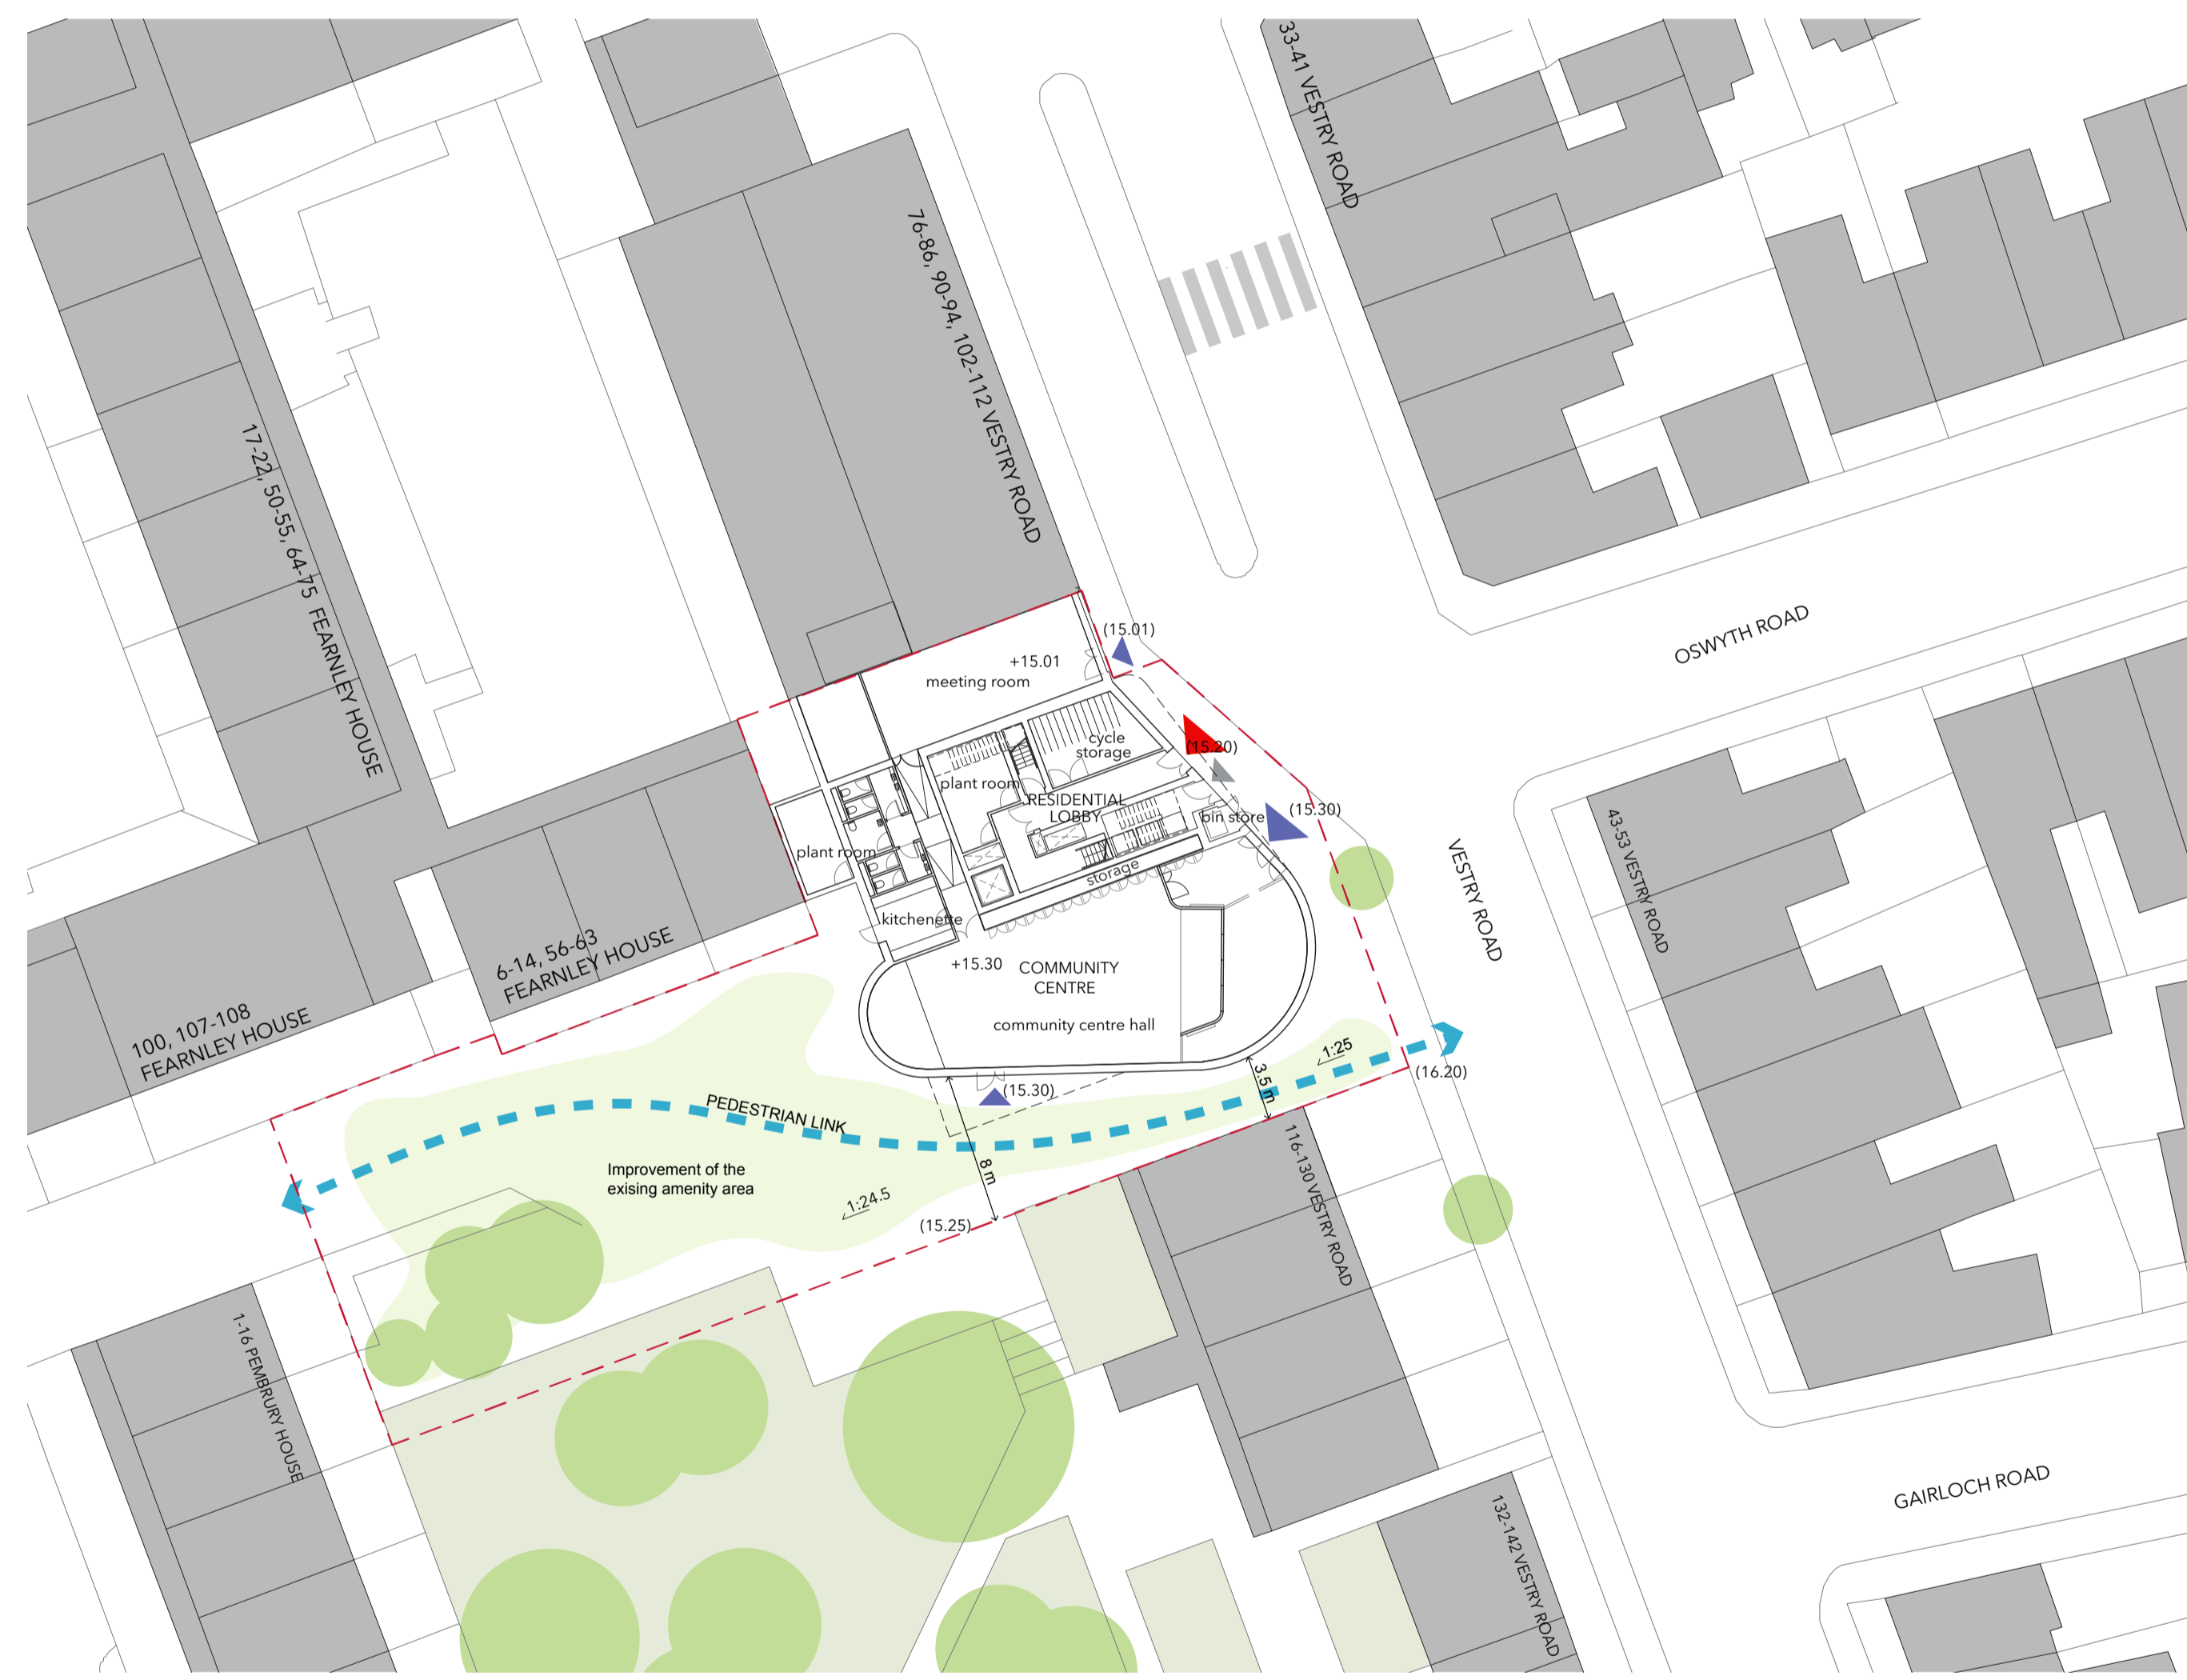 33-41 VESTRY ROAD
76-86, 90-94, 102-112 VESTRY ROAD
17-22, 50-55, 64-75 FEARNLEY HOUSE
OSWYTH ROAD
(15.01)
+15.01
meeting room
cycle
storage
(15.20)
plant room
RESIDENTIAL
LOBBY
bin store
(15.30)
plant room
storage
kitchenette
VESTRY ROAD
43-53 VESTRY ROAD
6-14, 56-63
FEARNLEY HOUSE
+15.30
COMMUNITY
CENTRE
community centre hall
100, 107-108
FEARNLEY HOUSE
1:25
3.5 m
(16.20)
(15.30)
PEDESTRIAN LINK
Improvement of the
exising amenity area
8 m
1:24.5
(15.25)
116-130 VESTRY ROAD
1-16 PEMBRURY HOUSE
GAIRLOCH ROAD
132-142 VESTRY ROAD